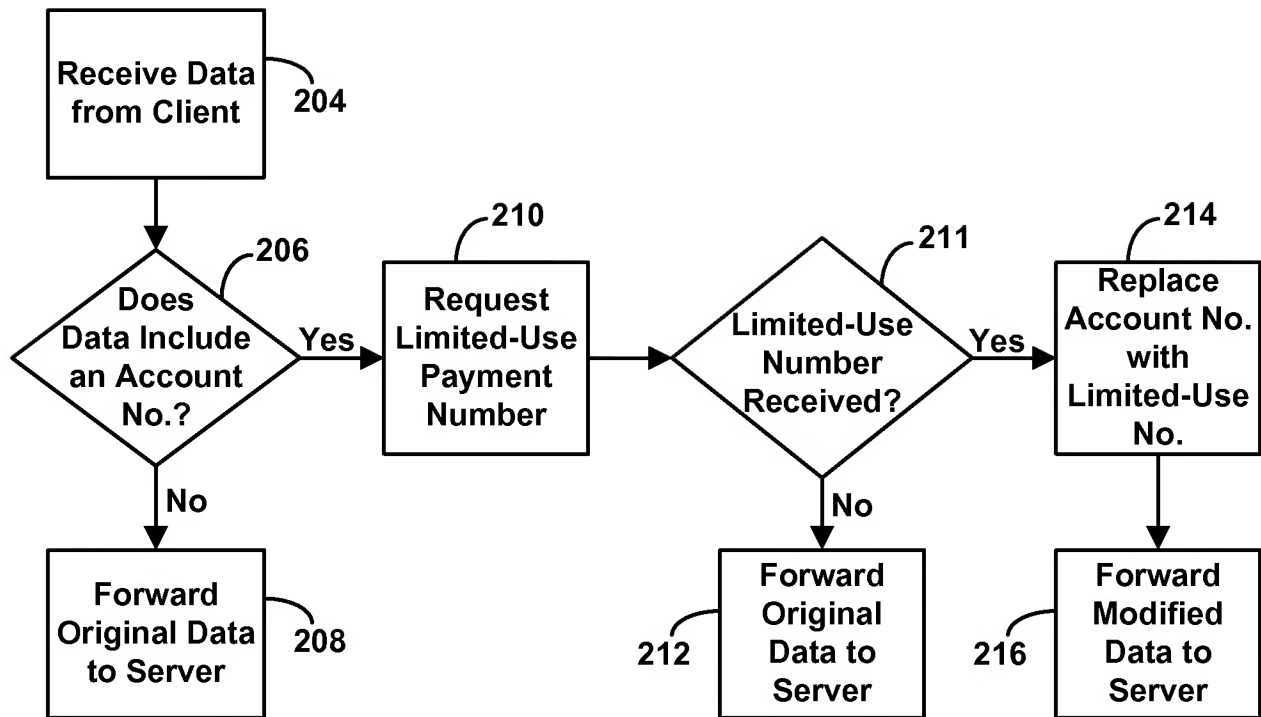 Receive Data
from Client
204
206
Does
Data Include
an Account
No.?
Yes
No
Forward
Original Data
to Server
208
210
Request
Limited-Use
Payment
Number
211
Limited-Use
Number
Received?
Yes
No
212
Forward
Original
Data to
Server
214
Replace
Account No.
with
Limited-Use
No.
216
Forward
Modified
Data to
Server